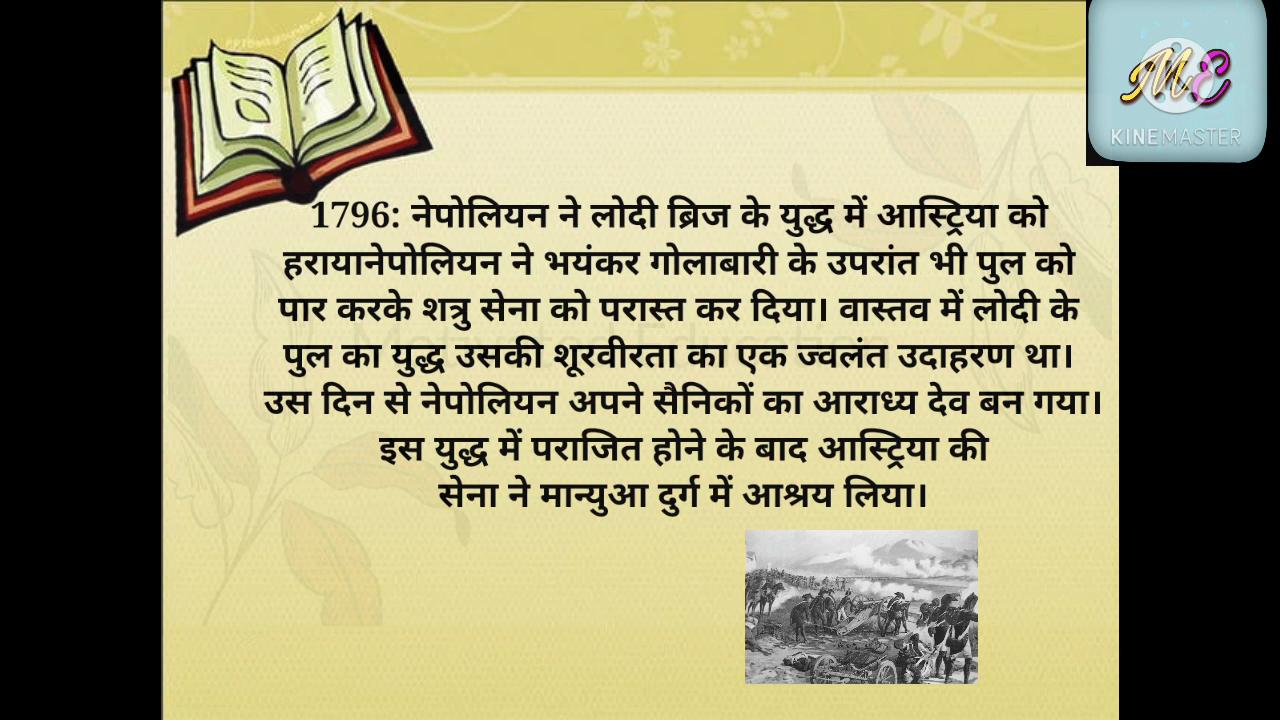 ME
KINEMASTER
1796: नेपोलियन ने लोदी ब्रिज के युद्ध में आस्ट्रिया को
हरायानेपोलियन ने भयंकर गोलाबारी के उपरांत भी पुल को
पार करके शत्रु सेना को परास्त कर दिया। वास्तव में लोदी के
पुल का युद्ध उसकी शूरवीरता का एक ज्वलंत उदाहरण था।
उस दिन से नेपोलियन अपने सैनिकों का आराध्य देव बन गया।
इस युद्ध में पराजित होने के बाद आस्ट्रिया की
सेना ने मान्युआ दुर्ग में आश्रय लिया।